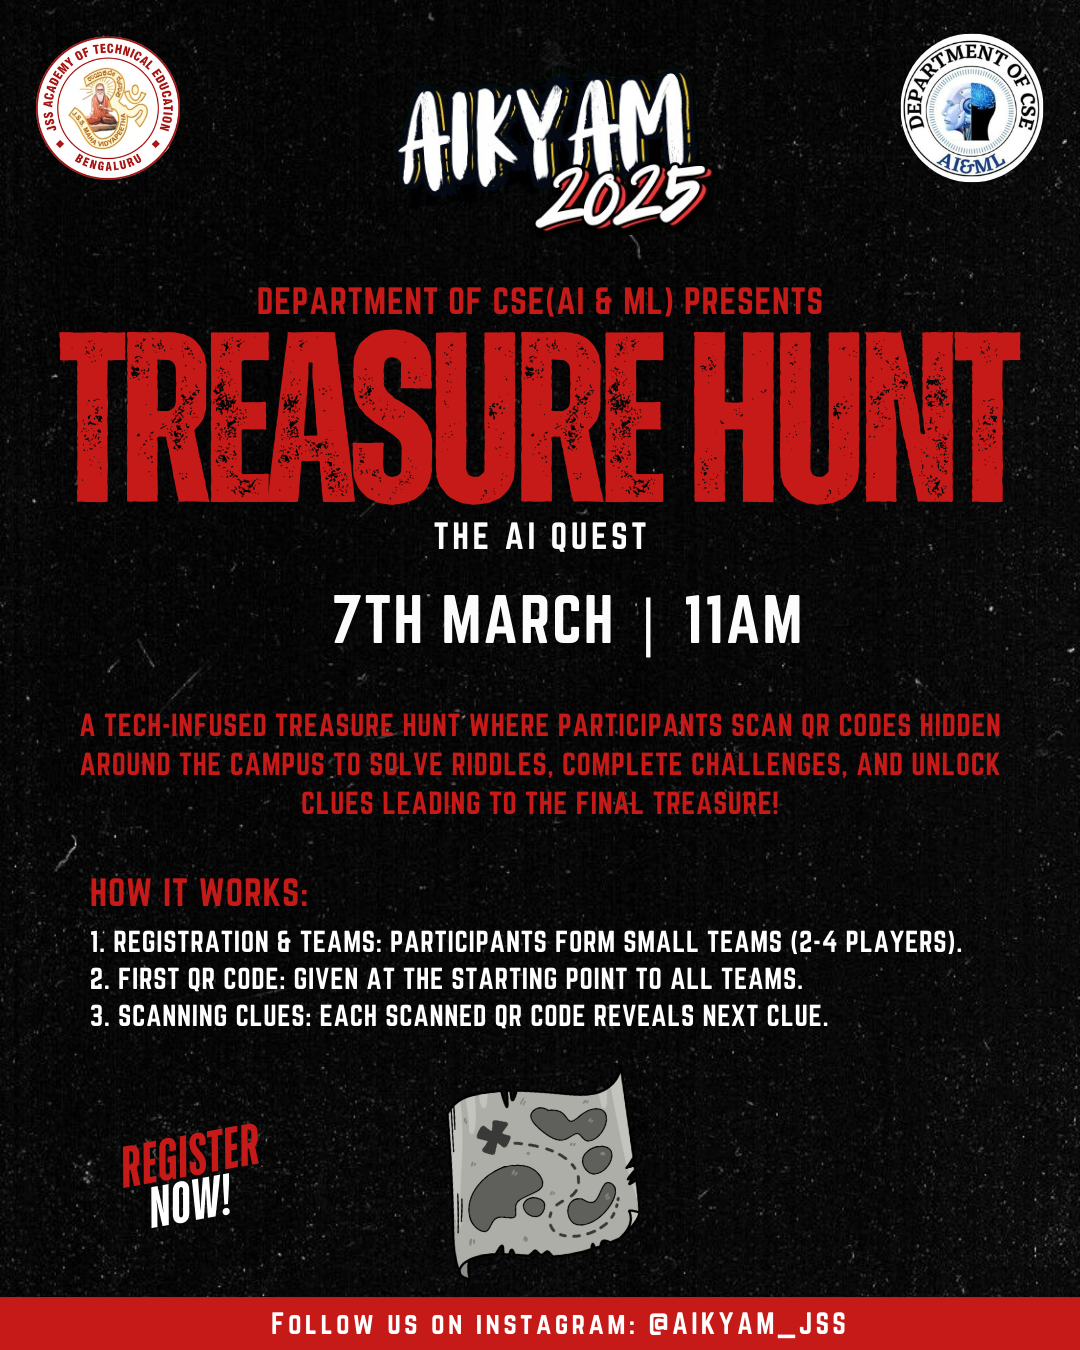 JSS ACADEMY OF TECHNICAL EDUCATION
J.S.S. MAHA VIDYAPEETHA
BENGALURU
AIKYAM
2025
DEPARTMENT OF CSE
AI&ML
DEPARTMENT OF CSE(AI & ML) PRESENTS
TREASURE HUNT
THE AI QUEST
7TH MARCH | 11AM
A TECH-INFUSED TREASURE HUNT WHERE PARTICIPANTS SCAN QR CODES HIDDEN
AROUND THE CAMPUS TO SOLVE RIDDLES, COMPLETE CHALLENGES, AND UNLOCK
CLUES LEADING TO THE FINAL TREASURE!
HOW IT WORKS:
1. REGISTRATION & TEAMS: PARTICIPANTS FORM SMALL TEAMS (2-4 PLAYERS).
2. FIRST QR CODE: GIVEN AT THE STARTING POINT TO ALL TEAMS.
3. SCANNING CLUES: EACH SCANNED QR CODE REVEALS NEXT CLUE.
REGISTER
NOW!
FOLLOW US ON INSTAGRAM: @AIKYAM_JSS